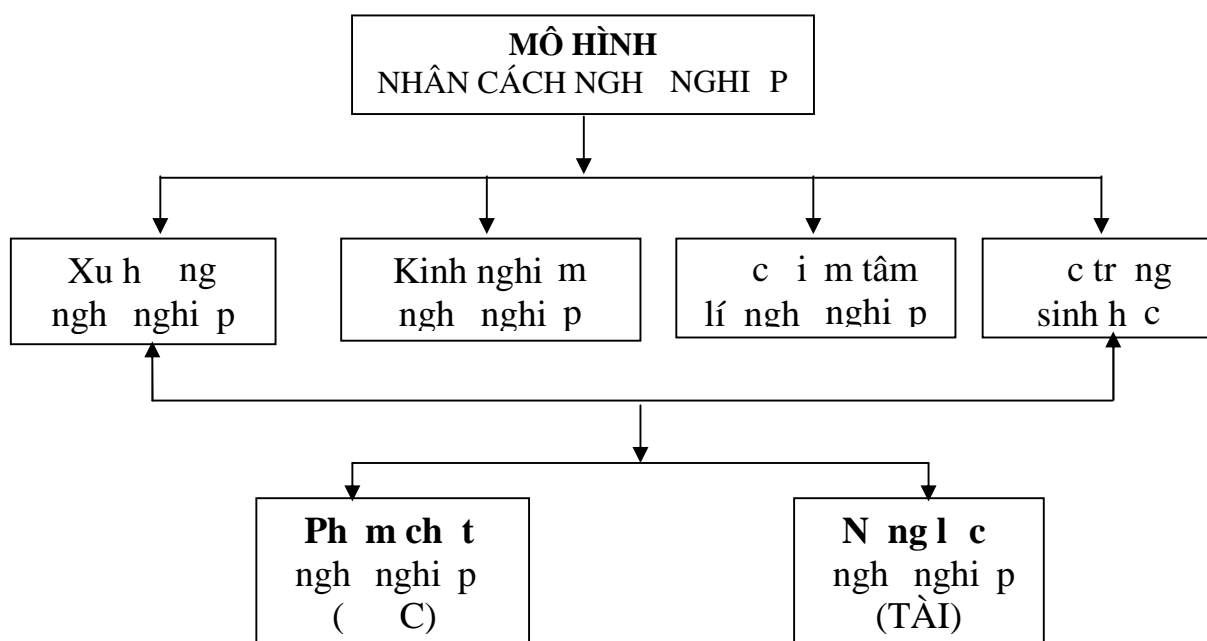 MÔ HÌNH
NHÂN CÁCH NGH NGHI P
Xu h ng
ngh nghi p
Kinh nghi m
ngh nghi p
c i m tâm
lí ngh nghi p
c tr ng
sinh h c
Ph m ch t
ngh nghi p
( C)
N ng l c
ngh nghi p
(TÀI)